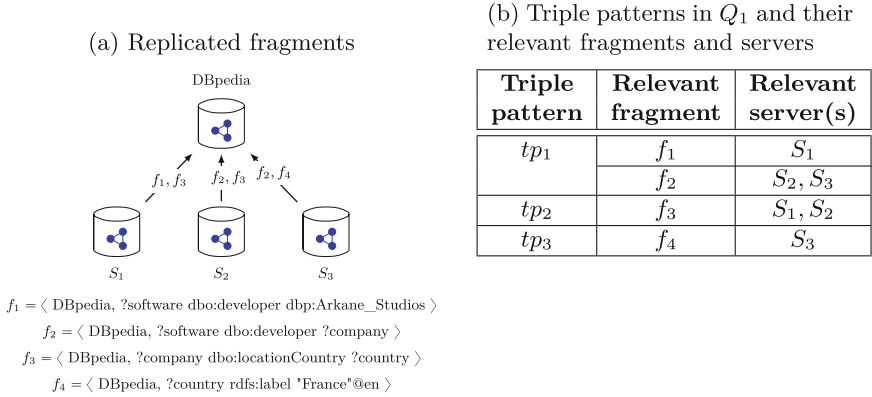 (a) Replicated fragments
DBpedia
f1, f3 f2, f3 f2, f4
S1 S2 S3
f1 = ⟨ DBpedia, ?software dbo:developer dbp:Arkane_Studios ⟩
f2 = ⟨ DBpedia, ?software dbo:developer ?company ⟩
f3 = ⟨ DBpedia, ?company dbo:locationCountry ?country ⟩
f4 = ⟨ DBpedia, ?country rdfs:label "France"@en ⟩
(b) Triple patterns in Q1 and their
relevant fragments and servers
Triple Relevant Relevant
pattern fragment server(s)
tp1 f1 S1
f2 S2, S3
tp2 f3 S1, S2
tp3 f4 S3